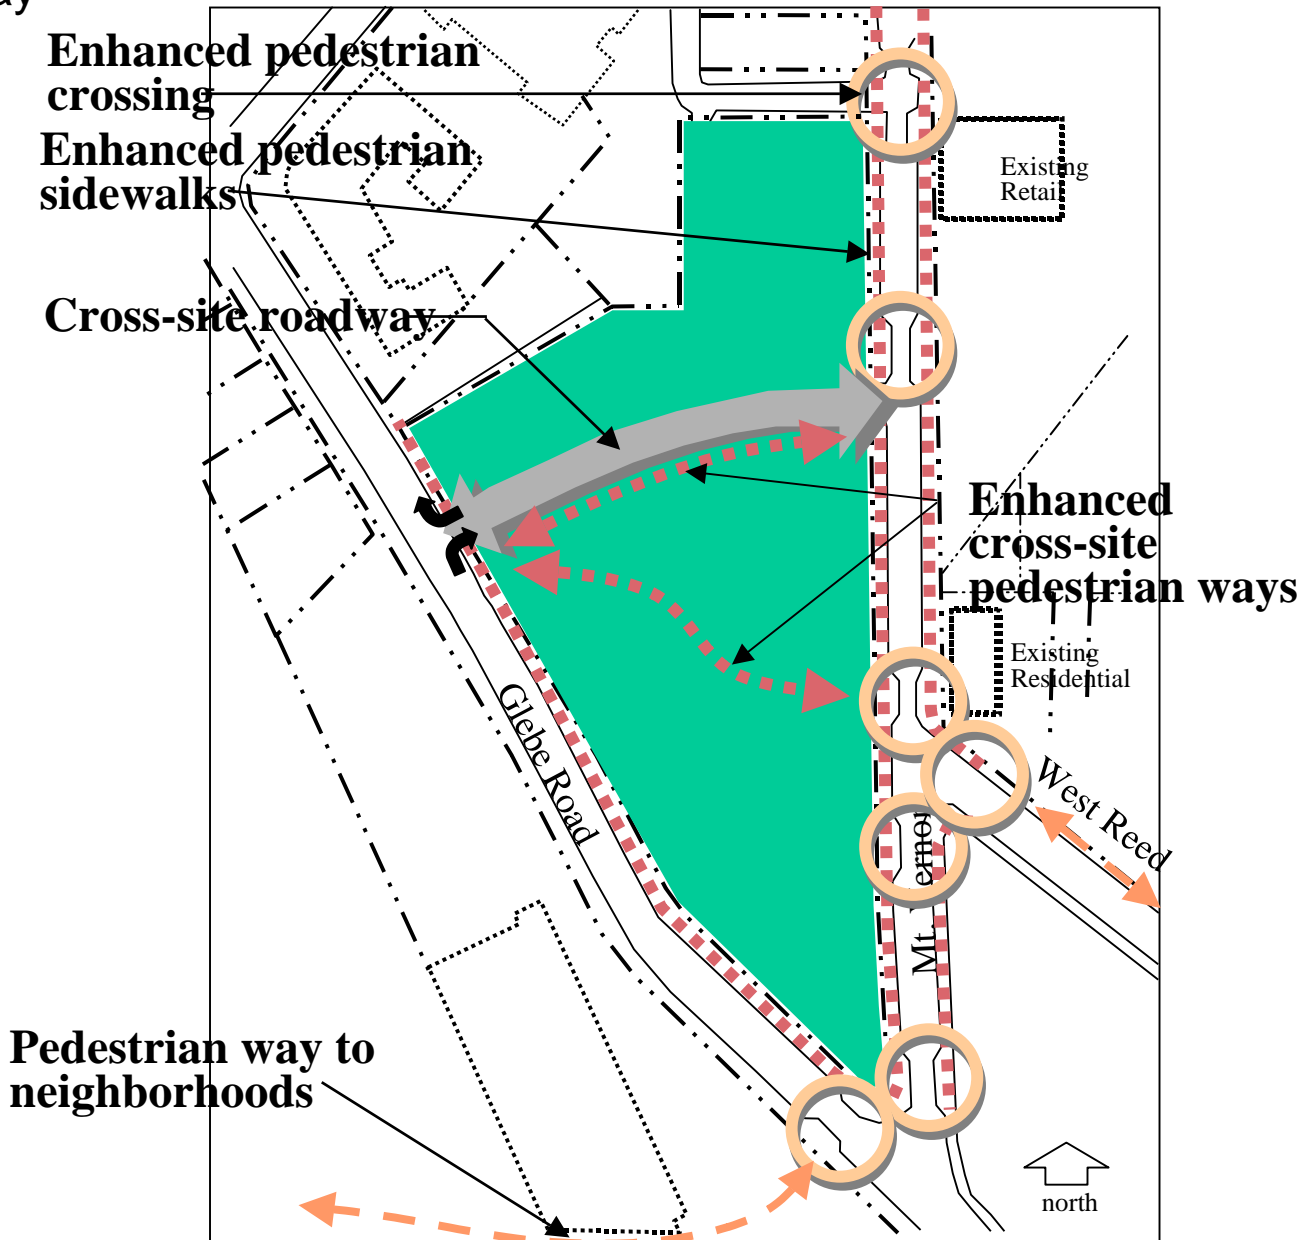 Enhanced pedestrian
crossing
Enhanced pedestrian
sidewalks
Existing
Retail
Cross-site roadway
Enhanced
cross-site
pedestrian ways
Existing
Residential
Glebe Road
West Reed
Mt. Vernon
Pedestrian way to
neighborhoods
north